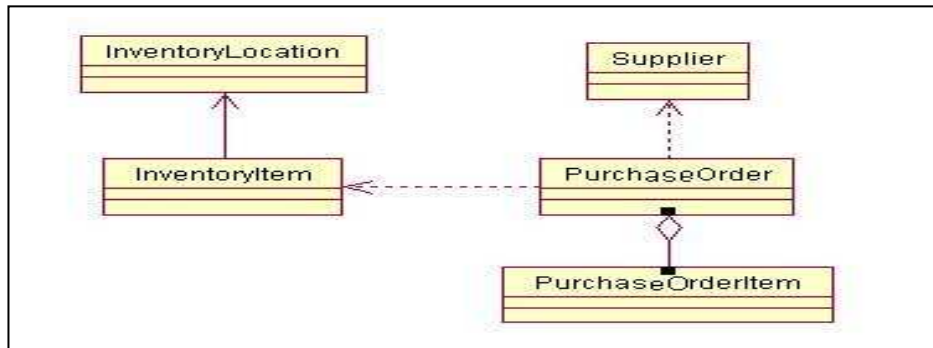 InventoryLocation
Supplier
InventoryItem
PurchaseOrder
PurchaseOrderItem